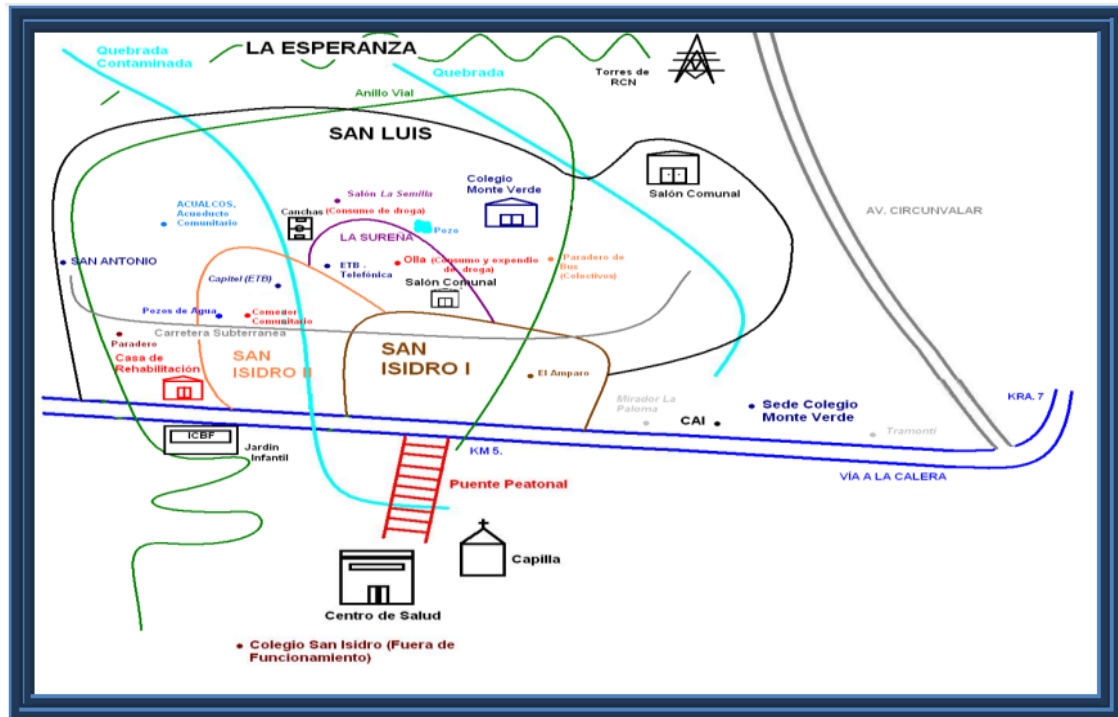 Quebrada
Contaminada
LA ESPERANZA
Quebrada
Torres de
RCN
Anillo Vial
SAN LUIS
Salón La Semilla
Colegio
Monte Verde
Salón Comunal
ACUALCOS,
Acueducto
Comunitario
Canchas
(Consumo de droga)
LA SUREÑA
Pozo
AV. CIRCUNVALAR
SAN ANTONIO
Capitel (ETB)
ETB .
Telefónica
Olla (Consumo y expendio
de droga)
Salón Comunal
Paradero de
Bus
(Colectivos)
Pozos de Agua
Comedor
Comunitario
Carretera Subterranea
Paradero
Casa de
Rehabilitación
SAN
ISIDRO II
SAN
ISIDRO I
El Amparo
Mirador La
Paloma
CAI
Sede Colegio
Monte Verde
KRA. 7
Tramonti
ICBF
Jardin
Infantil
KM 5.
VÍA A LA CALERA
Puente Peatonal
Capilla
Centro de Salud
Colegio San Isidro (Fuera de
Funcionamiento)